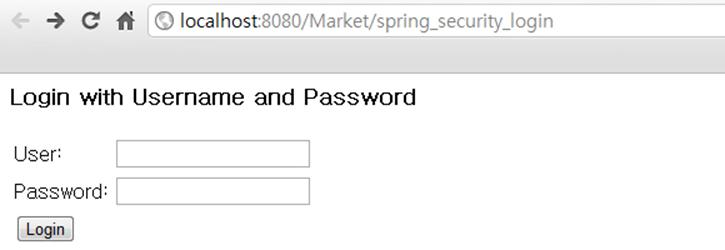 localhost:8080/Market/spring_security_login
Login with Username and Password
User:
Password:
Login